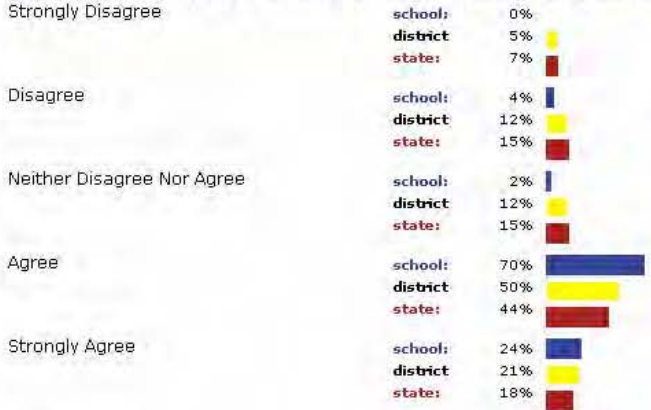 Strongly Disagree school: 0%
district 5%
state: 7%
Disagree school: 4%
district 12%
state: 15%
Neither Disagree Nor Agree school: 2%
district 12%
state: 15%
Agree school: 70%
district 50%
state: 44%
Strongly Agree school: 24%
district 21%
state: 18%